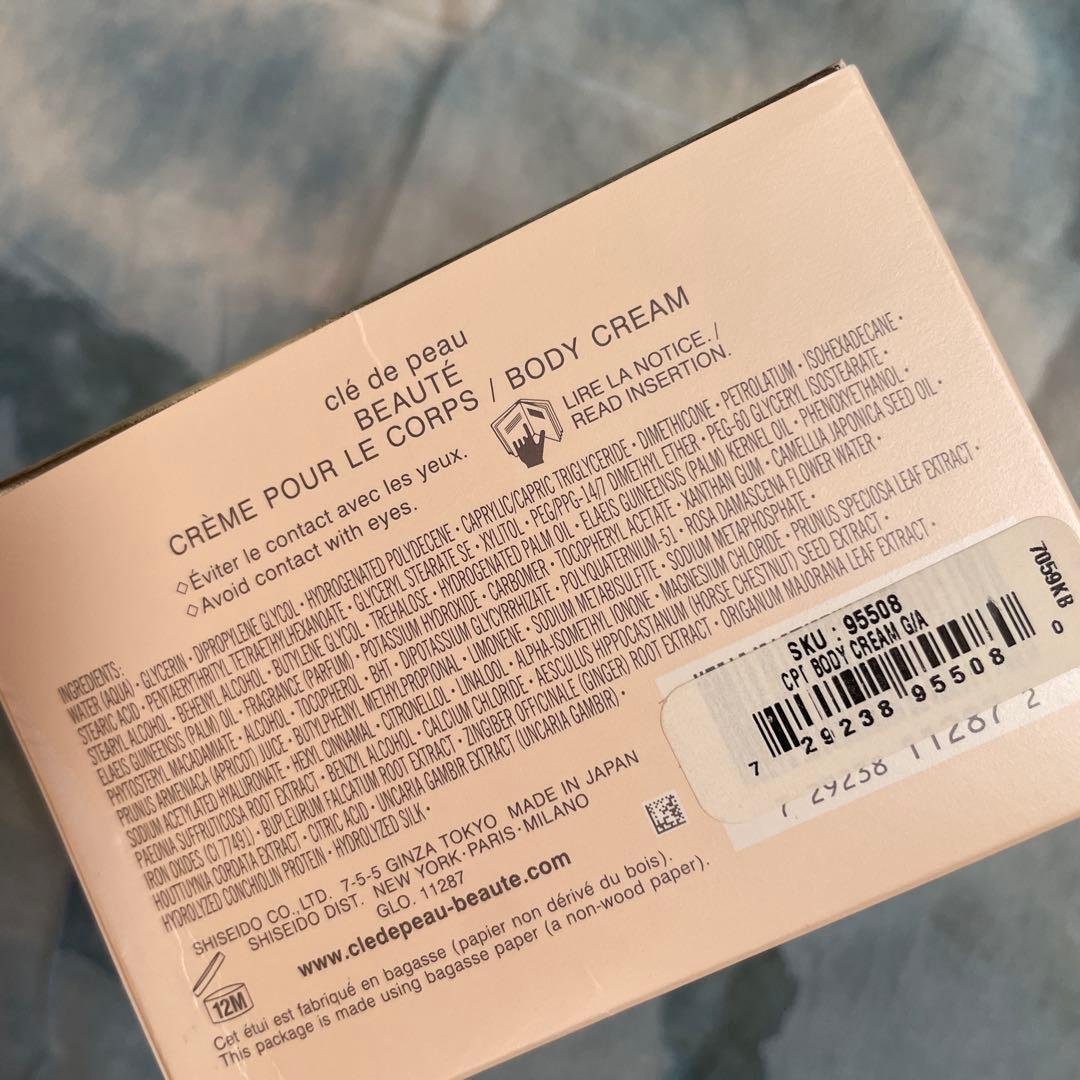 clé de peau
BEAUTÉ
CRÈME POUR LE CORPS / BODY CREAM
◇Éviter le contact avec les yeux.
◇Avoid contact with eyes.
LIRE LA NOTICE./
READ INSERTION.
INGREDIENTS:
WATER (AQUA)・GLYCERIN・DIPROPYLENE GLYCOL・HYDROGENATED POLYDECENE・CAPRYLIC/CAPRIC TRIGLYCERIDE・DIMETHICONE・PETROLATUM・ISOHEXADECANE・
STEARIC ACID・PENTAERYTHRITYL TETRAETHYLHEXANOATE・GLYCERYL STEARATE SE・XYLITOL・PEG/PPG-14/7 DIMETHYL ETHER・PEG-60 GLYCERYL ISOSTEARATE・
STEARYL ALCOHOL・BEHENYL ALCOHOL・BUTYLENE GLYCOL・TREHALOSE・HYDROGENATED PALM OIL・ELAEIS GUINEENSIS (PALM) KERNEL OIL・PHENOXYETHANOL・
ELAEIS GUINEENSIS (PALM) OIL・FRAGRANCE (PARFUM)・POTASSIUM HYDROXIDE・CARBOMER・TOCOPHERYL ACETATE・XANTHAN GUM・CAMELLIA JAPONICA SEED OIL・
PHYTOSTERYL MACADAMIATE・ALCOHOL・TOCOPHEROL・BHT・DIPOTASSIUM GLYCYRRHIZATE・POLYQUATERNIUM-51・ROSA DAMASCENA FLOWER WATER・
PRUNUS ARMENIACA (APRICOT) JUICE・BUTYLPHENYL METHYLPROPIONAL・LIMONENE・SODIUM METABISULFITE・SODIUM METAPHOSPHATE・
SODIUM ACETYLATED HYALURONATE・HEXYL CINNAMAL・CITRONELLOL・LINALOOL・ALPHA-ISOMETHYL IONONE・MAGNESIUM CHLORIDE・PRUNUS SPECIOSA LEAF EXTRACT・
PAEONIA SUFFRUTICOSA ROOT EXTRACT・BENZYL ALCOHOL・CALCIUM CHLORIDE・AESCULUS HIPPOCASTANUM (HORSE CHESTNUT) SEED EXTRACT・
IRON OXIDES (CI 77491)・BUPLEURUM FALCATUM ROOT EXTRACT・ZINGIBER OFFICINALE (GINGER) ROOT EXTRACT・ORIGANUM MAJORANA LEAF EXTRACT・
HOUTTUYNIA CORDATA EXTRACT・CITRIC ACID・UNCARIA GAMBIR EXTRACT (UNCARIA GAMBIR)・
HYDROLYZED CONCHIOLIN PROTEIN・HYDROLYZED SILK・
SHISEIDO CO.,LTD. 7-5-5 GINZA TOKYO MADE IN JAPAN
SHISEIDO DIST. NEW YORK・PARIS・MILANO
GLO. 11287
www.cledepeau-beaute.com
12M
Cet étui est fabriqué en bagasse (papier non dérivé du bois).
This package is made using bagasse paper (a non-wood paper).
7059KB
SKU : 95508
CPT BODY CREAM G/A
7 29238 95508 0
7 29238 11287 2